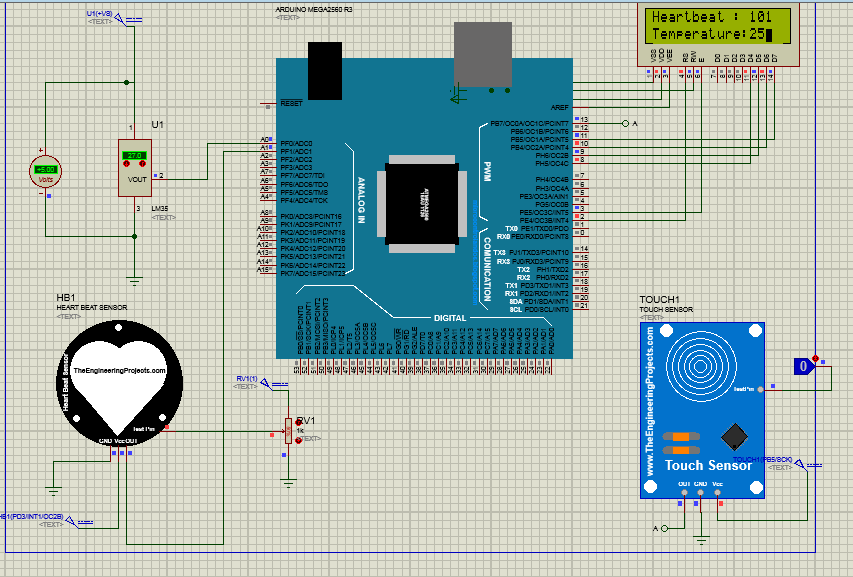 U1(+VS)
<TEXT>
ARDUINO MEGA2560 R3
Heartbeat : 101
Temperature:25
VSS
VDD
VEE
RS
RW
E
D0
D1
D2
D3
D4
D5
D6
D7
RESET
AREF
U1
1
27.0
VOUT
2
3
LM35
<TEXT>
+5.00
Volts
A0
A1
A2
A3
A7
A6
A5
A4
PF0/ADC0
PF1/ADC1
PF2/ADC2
PF3/ADC3
PF7/ADC7/TDI
PF6/ADC6/TDO
PF5/ADC5/TMS
PF4/ADC4/TCK
A8
A9
A10
A11
A12
A13
A14
A15
PK0/ADC8/PCINT16
PK1/ADC9/PCINT17
PK2/ADC10/PCINT18
PK3/ADC11/PCINT19
PK4/ADC12/PCINT20
PK5/ADC13/PCINT21
PK6/ADC14/PCINT22
PK7/ADC15/PCINT23
ANALOG IN
ATMEGA2560
PWM
COMUNICATION
DIGITAL
PB7/OC0A/OC1C/PCINT7 13
PB6/OC1B/PCINT6 12
PB5/OC1A/PCINT5 11
PB4/OC2A/PCINT4 10
PH6/OC2B 9
PH5/OC4C 8
PH4/OC4B 7
PH3/OC4A 6
PE3/OC3A/AIN1 5
PG5/OC0B 4
PE5/OC3C/INT5 3
PE4/OC3B/INT4 2
TX0 PE1/TXD0/PDO 1
RX0 PE0/RXD0/PCINT8 0
TX3 PJ1/TXD3/PCINT10 14
RX3 PJ0/RXD3/PCINT9 15
TX2 PH1/TXD2 16
RX2 PH0/RXD2 17
TX1 PD3/TXD1/INT3 18
RX1 PD2/RXD1/INT2 19
SDA PD1/SDA/INT1 20
SCL PD0/SCL/INT0 21
A
HB1
HEART BEAT SENSOR
<TEXT>
Heart Beat Sensor
TheEngineeringProjects.com
Test Pin
GND Vcc OUT
HB1(PD3/INT1/OC2B)
<TEXT>
RV1(1)
<TEXT>
RV1
1k
<TEXT>
TOUCH1
TOUCH SENSOR
<TEXT>
www.TheEngineeringProjects.com
Test Pin
0
Touch Sensor
OUT GND Vcc
TOUCH1(PB5/SCK)
<TEXT>
A